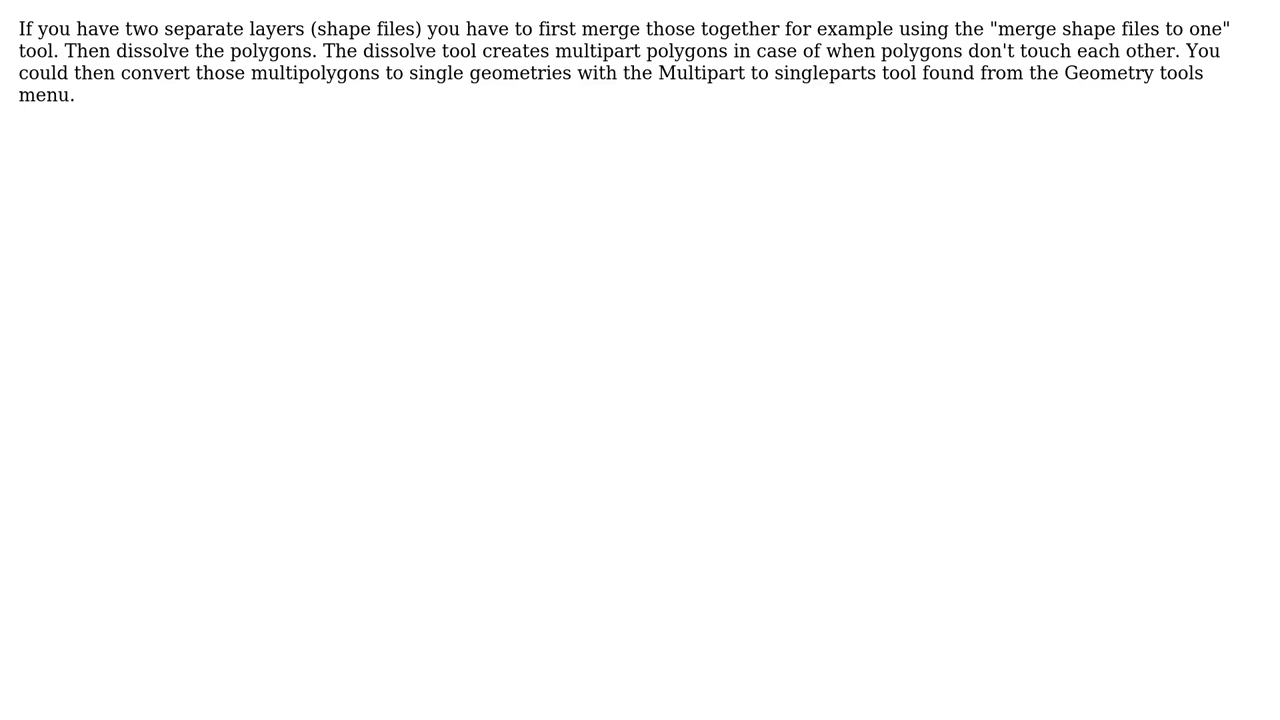 If you have two separate layers (shape files) you have to first merge those together for example using the "merge shape files to one"
tool. Then dissolve the polygons. The dissolve tool creates multipart polygons in case of when polygons don't touch each other. You
could then convert those multipolygons to single geometries with the Multipart to singleparts tool found from the Geometry tools
menu.